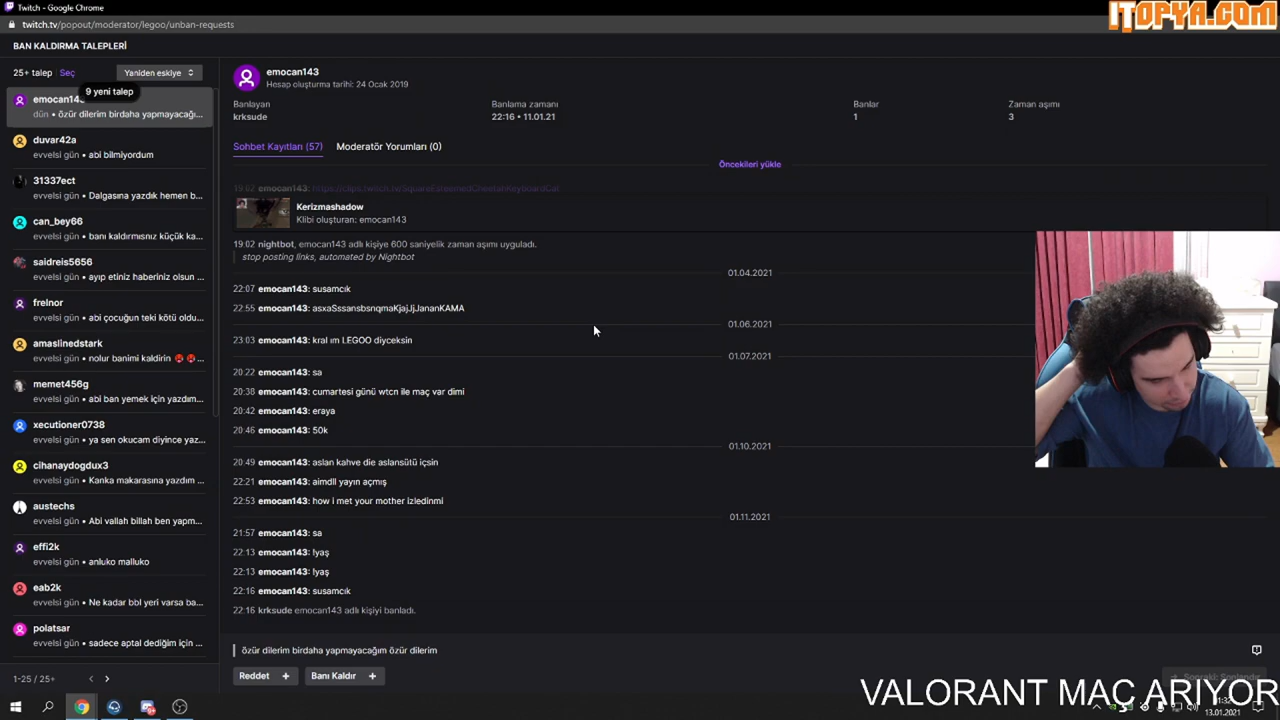 Twitch - Google Chrome
twitch.tv/popout/moderator/legoo/unban-requests
ITOPYA.COM
BAN KALDIRMA TALEPLERİ
25+ talep Seç
Yeniden eskiye
9 yeni talep
emocan143
dün • özür dilerim birdaha yapmayacağı...
duvar42a
evvelsi gün • abi bilmiyordum
31337ect
evvelsi gün • Dalgasına yazdık hemen b...
can_bey66
evvelsi gün • banı kaldırmısnız küçük ka...
saidreis5656
evvelsi gün • ayıp etiniz haberiniz olsun ...
frelnor
evvelsi gün • abi çocuğun teki kötü oldu...
amaslinedstark
evvelsi gün • nolur banimi kaldirin ...
memet456g
evvelsi gün • abi ban yemek için yazdım...
xecutioner0738
evvelsi gün • ya sen okucam diyince yaz...
cihanaydogdux3
evvelsi gün • Kanka makarasına yazdım ...
austechs
evvelsi gün • Abi vallah billah ben yapm...
effi2k
evvelsi gün • anluko malluko
eab2k
evvelsi gün • Ne kadar bbl yeri varsa ba...
polatsar
evvelsi gün • sadece aptal dediğim için ...
1-25 / 25+
emocan143
Hesap oluşturma tarihi: 24 Ocak 2019
Banlayan
krksude
Banlama zamanı
22:16 • 11.01.21
Banlar
1
Zaman aşımı
3
Sohbet Kayıtları (57)
Moderatör Yorumları (0)
Öncekileri yükle
19:02 emocan143:
Kerizmashadow
Klibi oluşturan: emocan143
19:02 nightbot, emocan143 adlı kişiye 600 saniyelik zaman aşımı uyguladı.
stop posting links, automated by Nightbot
01.04.2021
22:07 emocan143: susamcık
22:55 emocan143: asxaSssansbsnqmaKjajJjJananKAMA
01.06.2021
23:03 emocan143: kral ım LEGOO diyceksin
01.07.2021
20:22 emocan143: sa
20:38 emocan143: cumartesi günü wtcn ile maç var dimi
20:42 emocan143: eraya
20:46 emocan143: 50k
01.10.2021
20:49 emocan143: aslan kahve die aslansütü içsin
22:21 emocan143: aimdll yayın açmış
22:53 emocan143: how i met your mother izledinmi
01.11.2021
21:57 emocan143: sa
22:13 emocan143: !yaş
22:13 emocan143: !yaş
22:16 emocan143: susamcık
22:16 krksude emocan143 adlı kişiyi banladı.
özür dilerim birdaha yapmayacağım özür dilerim
Reddet +
Banı Kaldır +
VALORANT MAC ARIYOR
13.01.2021